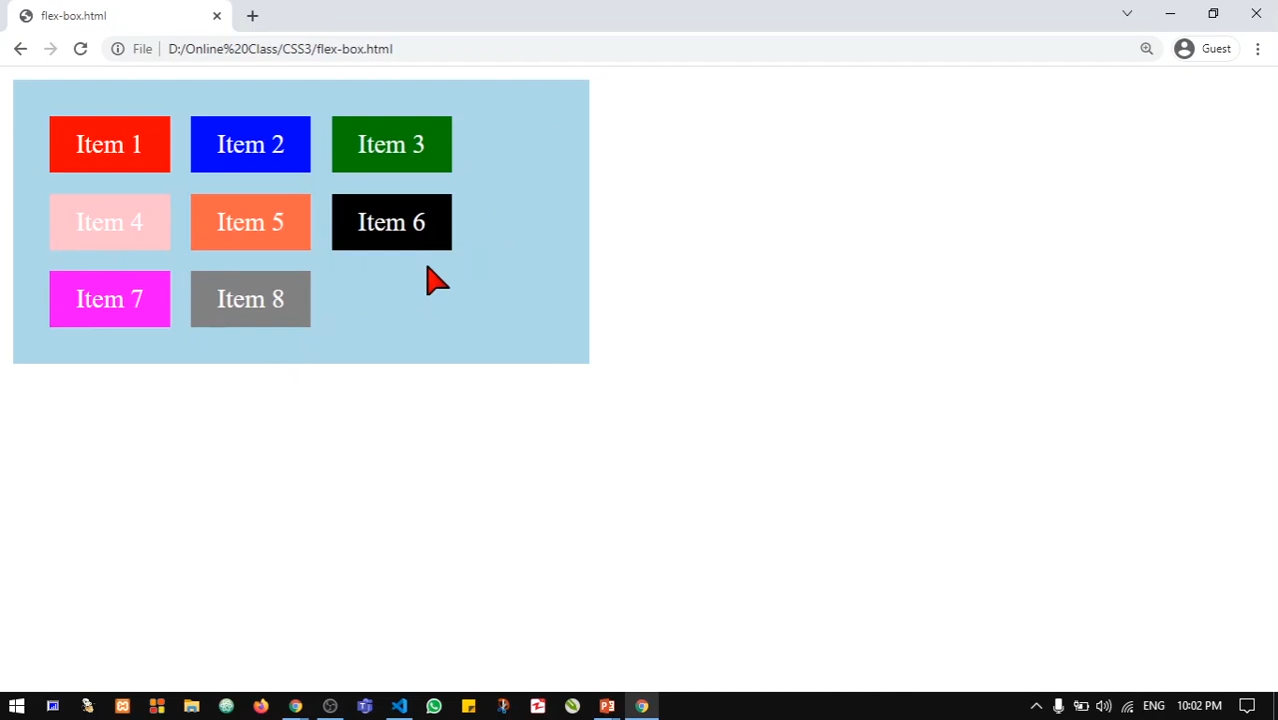 flex-box.html
File D:/Online%20Class/CSS3/flex-box.html
Guest
Item 1 Item 2 Item 3
Item 4 Item 5 Item 6
Item 7 Item 8
ENG 10:02 PM